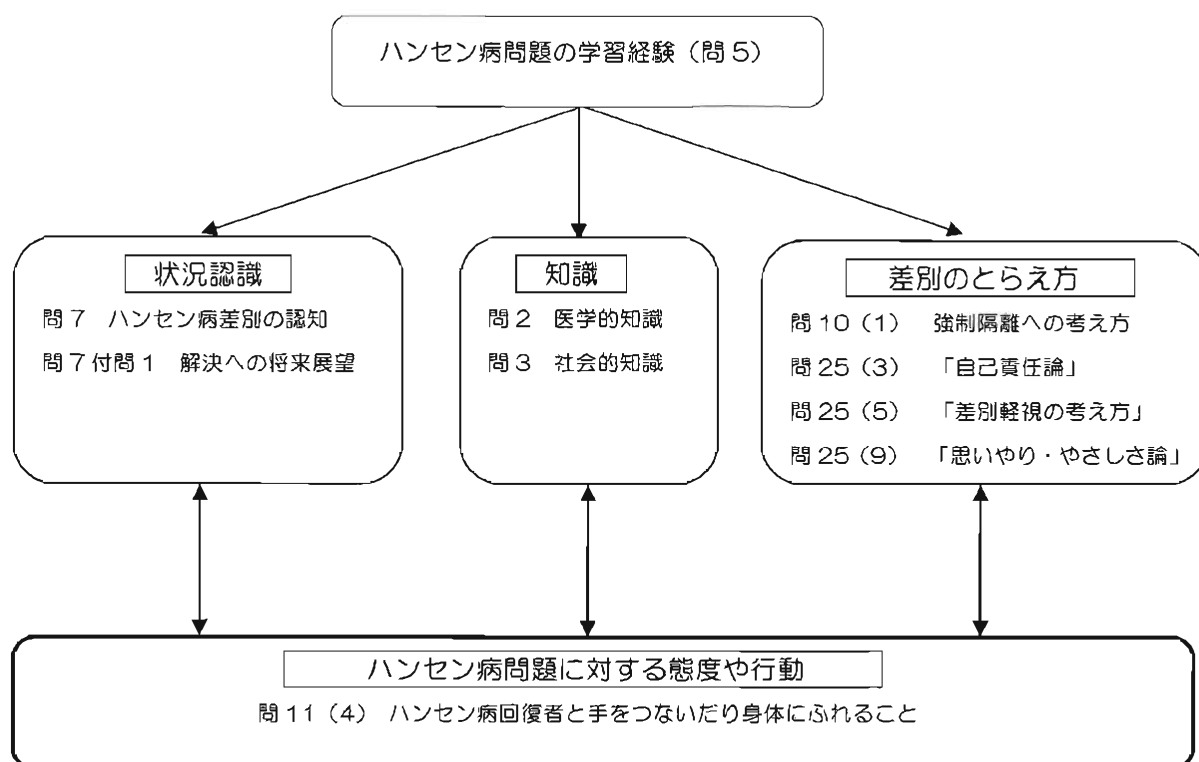 ハンセン病問題の学習経験（問５）
状況認識
問７　ハンセン病差別の認知
問７付問１　解決への将来展望
知識
問２　医学的知識
問３　社会的知識
差別のとらえ方
問10（1）　強制隔離への考え方
問25（3）　「自己責任論」
問25（5）　「差別軽視の考え方」
問25（9）　「思いやり・やさしさ論」
ハンセン病問題に対する態度や行動
問11（4）　ハンセン病回復者と手をつないだり身体にふれること